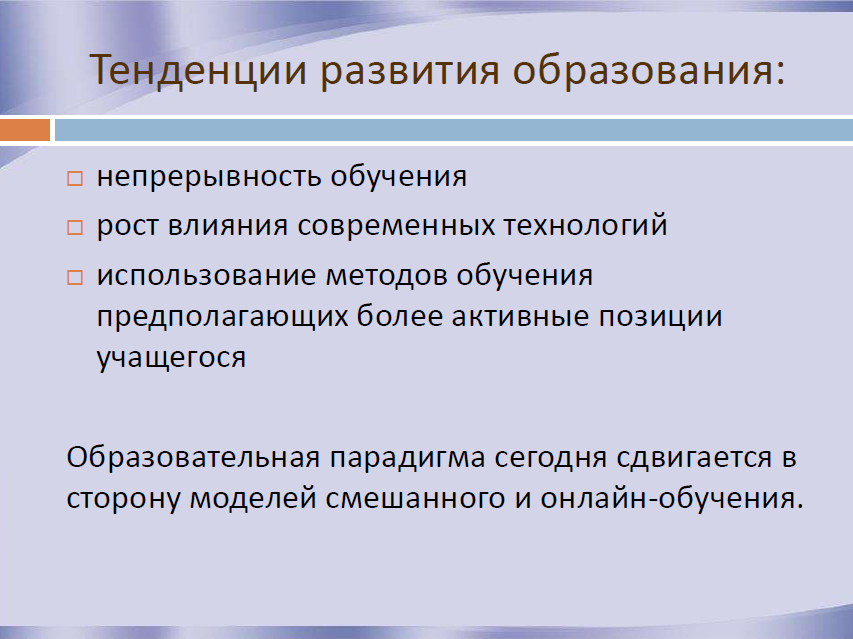 Тенденции развития образования:
непрерывность обучения
рост влияния современных технологий
использование методов обучения
предполагающих более активные позиции
учащегося
Образовательная парадигма сегодня сдвигается в
сторону моделей смешанного и онлайн-обучения.